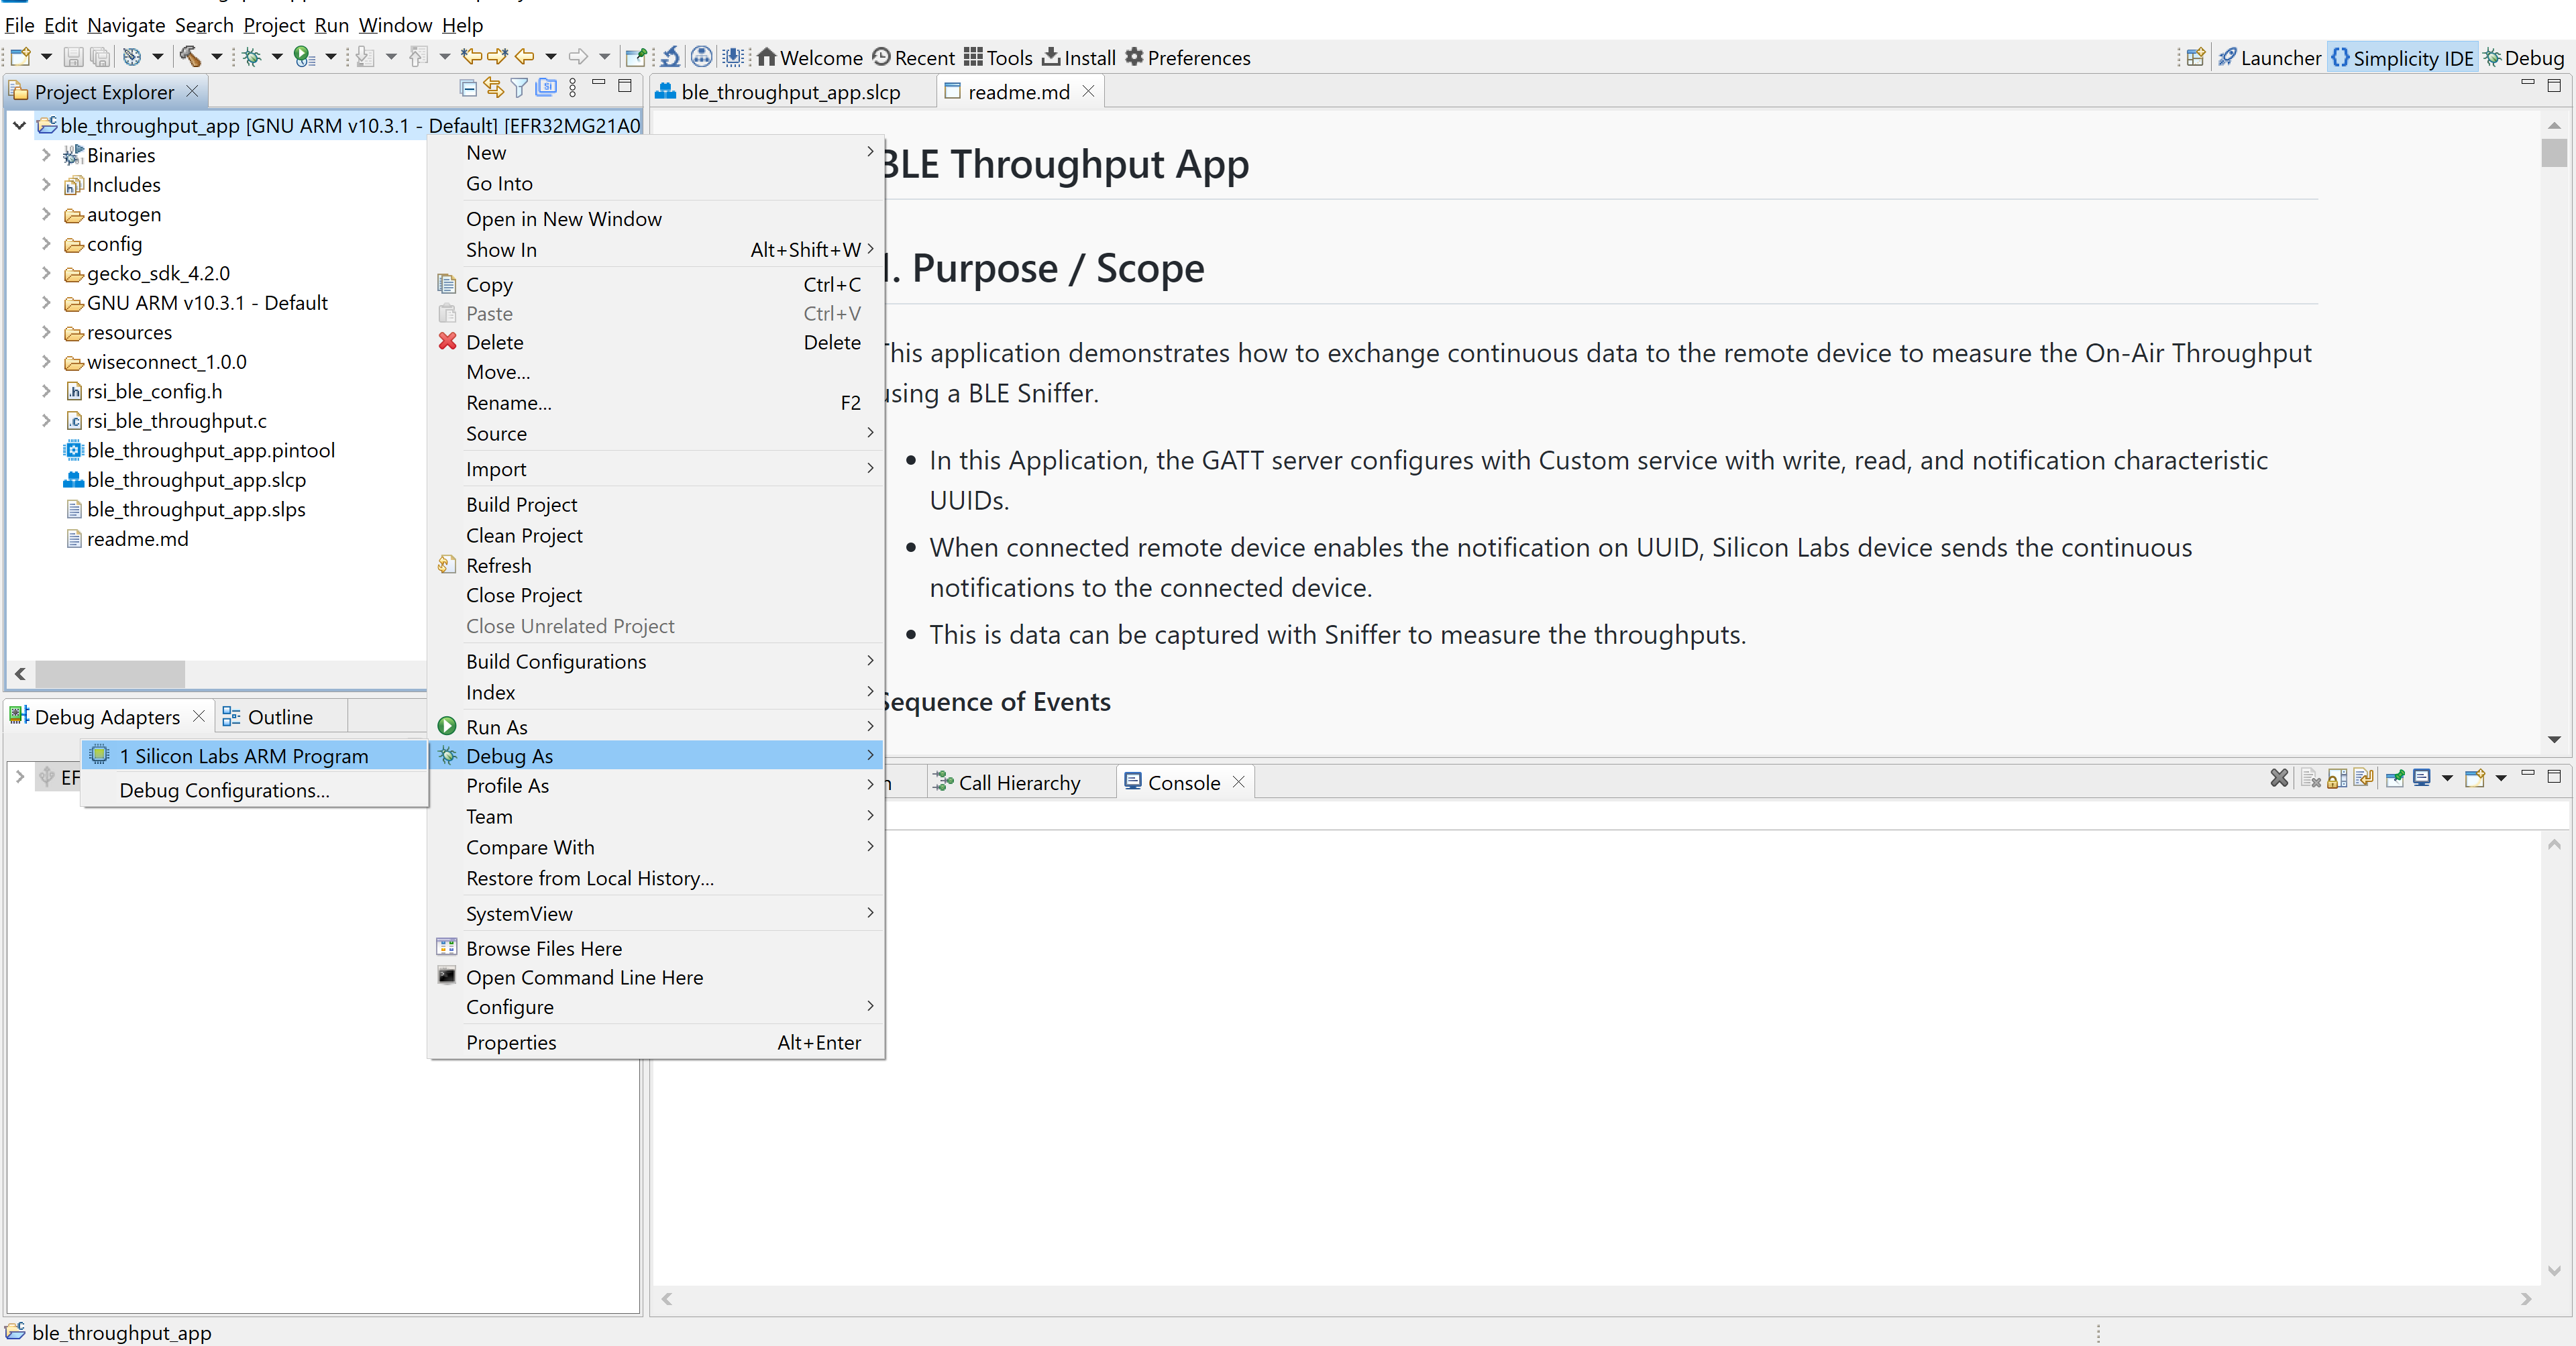 File Edit Navigate Search Project Run Window Help
Welcome Recent Tools Install Preferences
Launcher Simplicity IDE Debug
Project Explorer
ble_throughput_app [GNU ARM v10.3.1 - Default] [EFR32MG21A0
Binaries
Includes
autogen
config
gecko_sdk_4.2.0
GNU ARM v10.3.1 - Default
resources
wiseconnect_1.0.0
rsi_ble_config.h
rsi_ble_throughput.c
ble_throughput_app.pintool
ble_throughput_app.slcp
ble_throughput_app.slps
readme.md
Debug Adapters
Outline
EF
1 Silicon Labs ARM Program
Debug Configurations...
New
Go Into
Open in New Window
Show In Alt+Shift+W
Copy Ctrl+C
Paste Ctrl+V
Delete Delete
Move...
Rename... F2
Source
Import
Build Project
Clean Project
Refresh
Close Project
Close Unrelated Project
Build Configurations
Index
Run As
Debug As
Profile As
Team
Compare With
Restore from Local History...
SystemView
Browse Files Here
Open Command Line Here
Configure
Properties Alt+Enter
ble_throughput_app.slcp
readme.md
BLE Throughput App
1. Purpose / Scope
This application demonstrates how to exchange continuous data to the remote device to measure the On-Air Throughput
using a BLE Sniffer.
• In this Application, the GATT server configures with Custom service with write, read, and notification characteristic
UUIDs.
• When connected remote device enables the notification on UUID, Silicon Labs device sends the continuous
notifications to the connected device.
• This is data can be captured with Sniffer to measure the throughputs.
Sequence of Events
Call Hierarchy
Console
ble_throughput_app